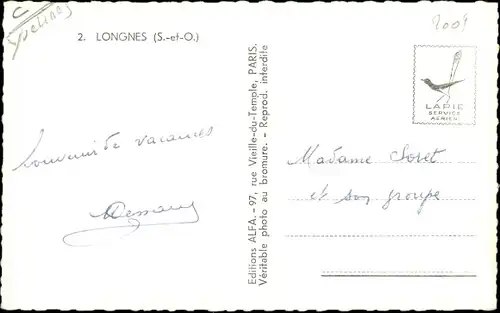 C
Yvelines
2. LONGNES (S.-et-O.)
2009
LAPIE
SERVICE
AERIEN
Souvenir de vacances
Editions ALFA. - 97, rue Vieille-du-Temple, PARIS.
Véritable photo au bromure. - Reprod. interdite
Madame Soret
et son groupe